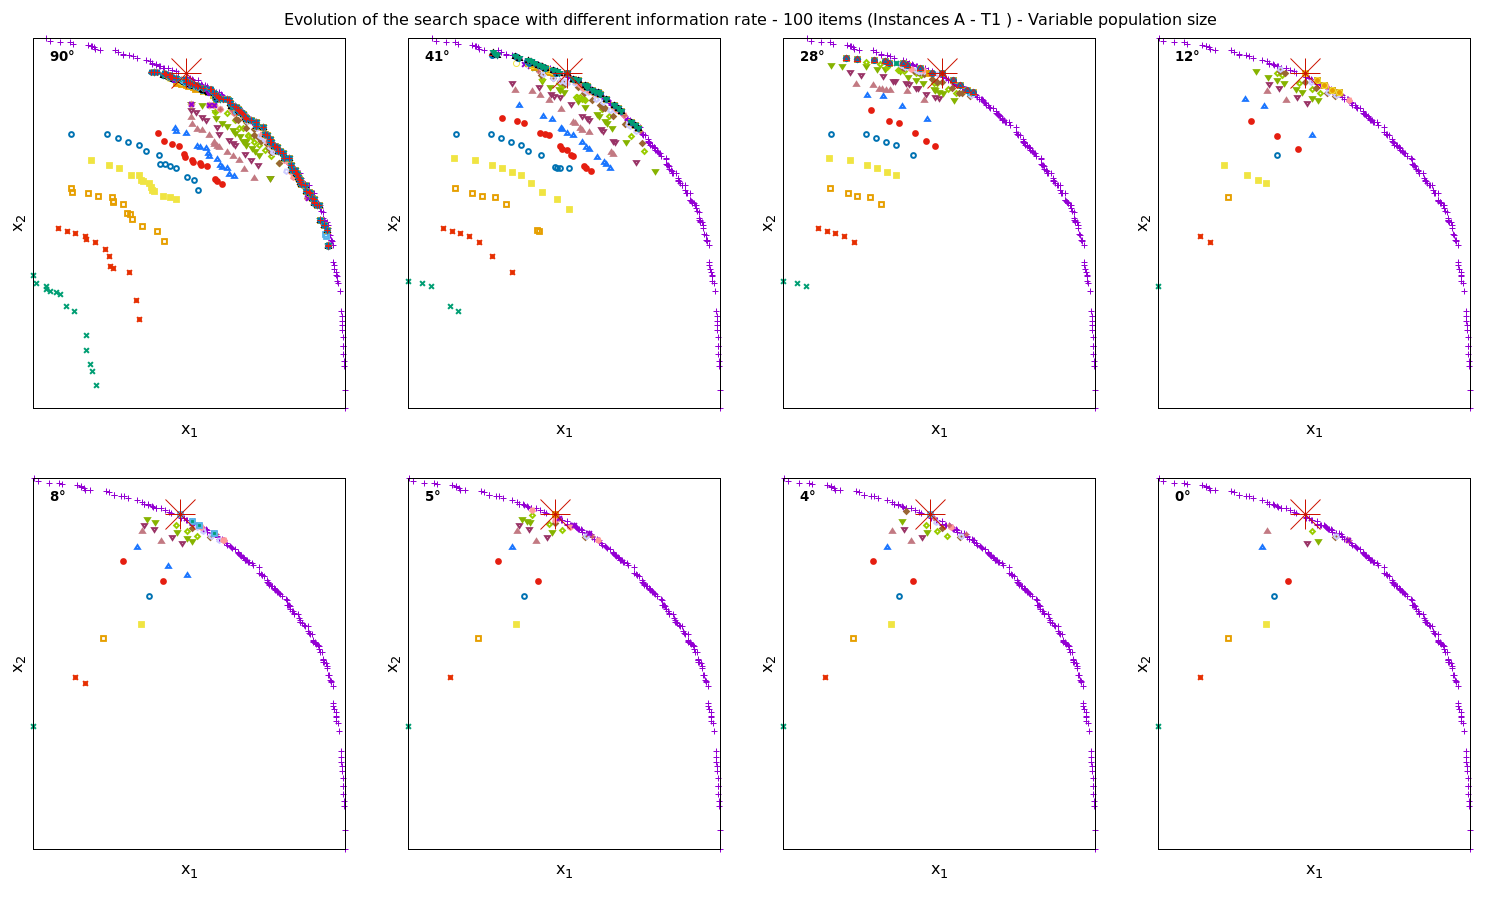 Evolution of the search space with different information rate - 100 items (Instances A - T1 ) - Variable population size
90° 41° 28° 12°
x2 x2 x2 x2
x1 x1 x1 x1
8° 5° 4° 0°
x2 x2 x2 x2
x1 x1 x1 x1